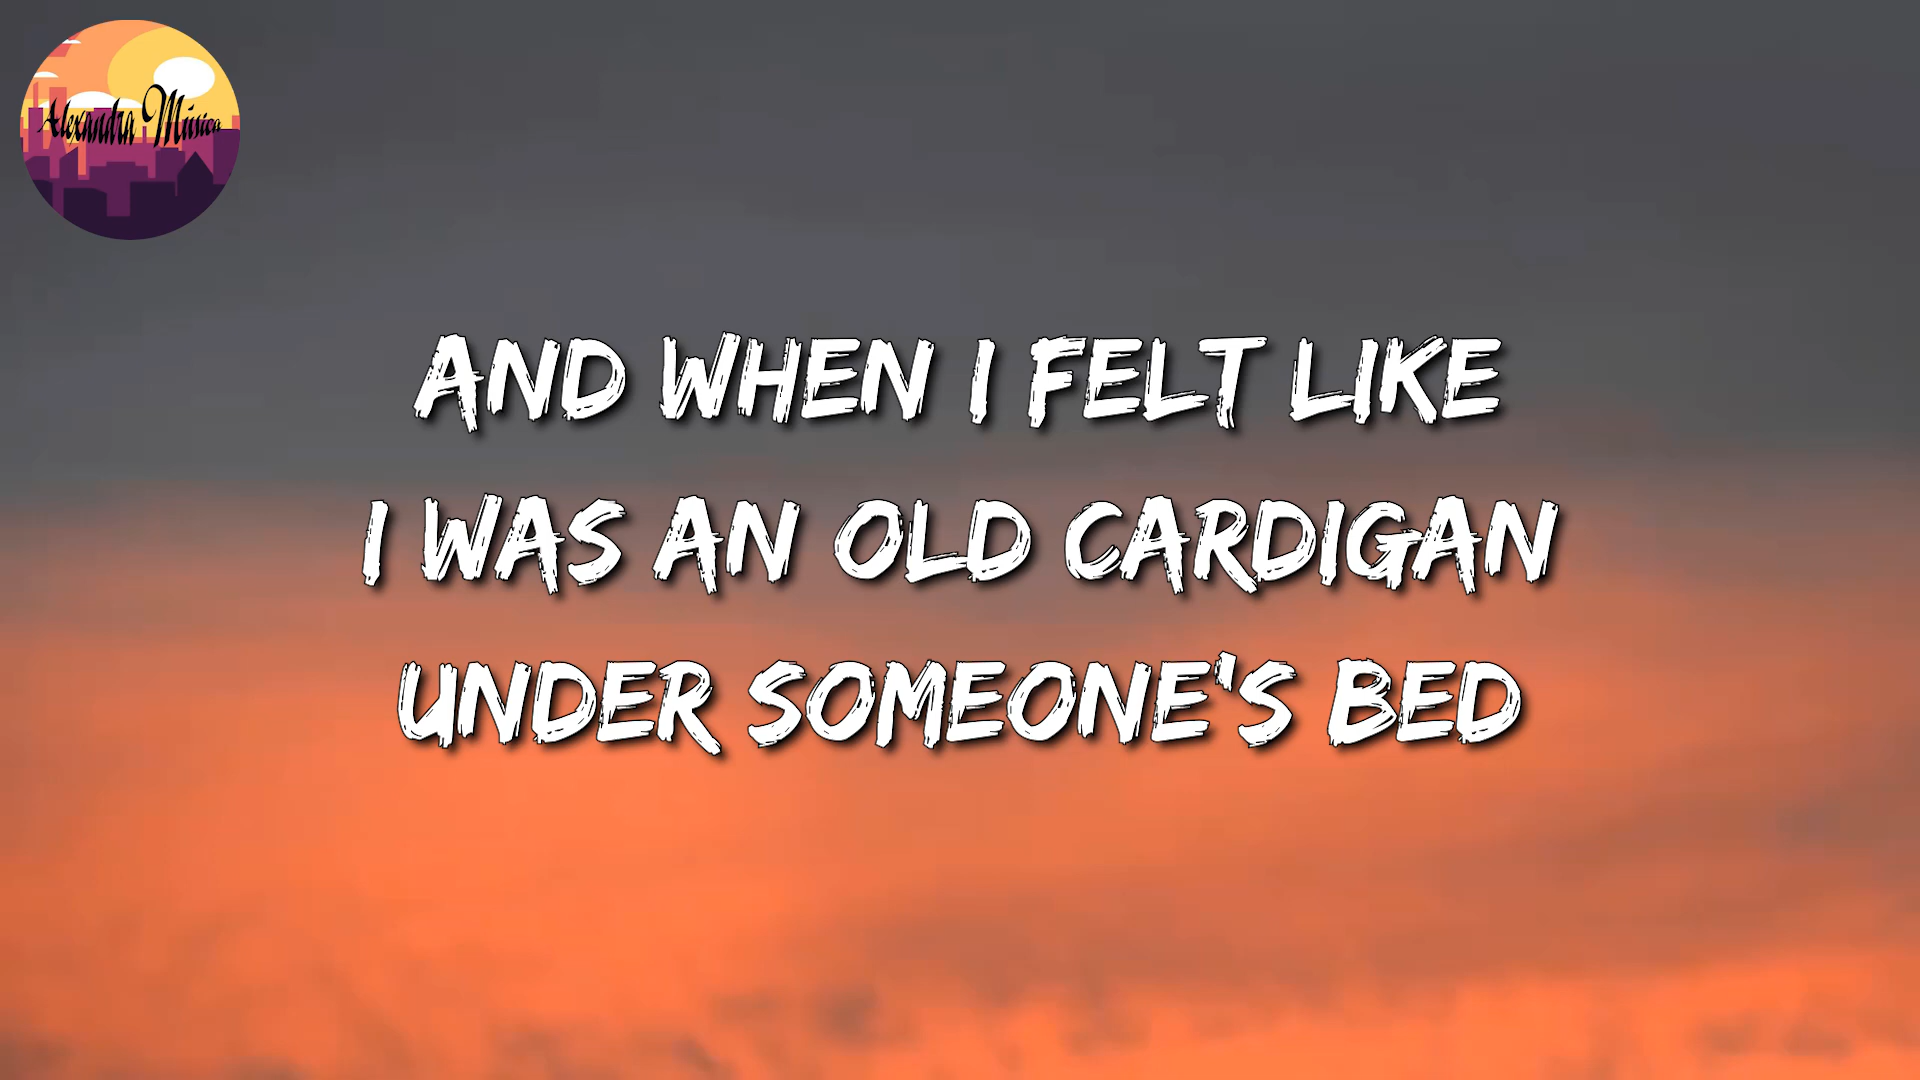 Alexandra Música
AND WHEN I FELT LIKE
I WAS AN OLD CARDIGAN
UNDER SOMEONE'S BED